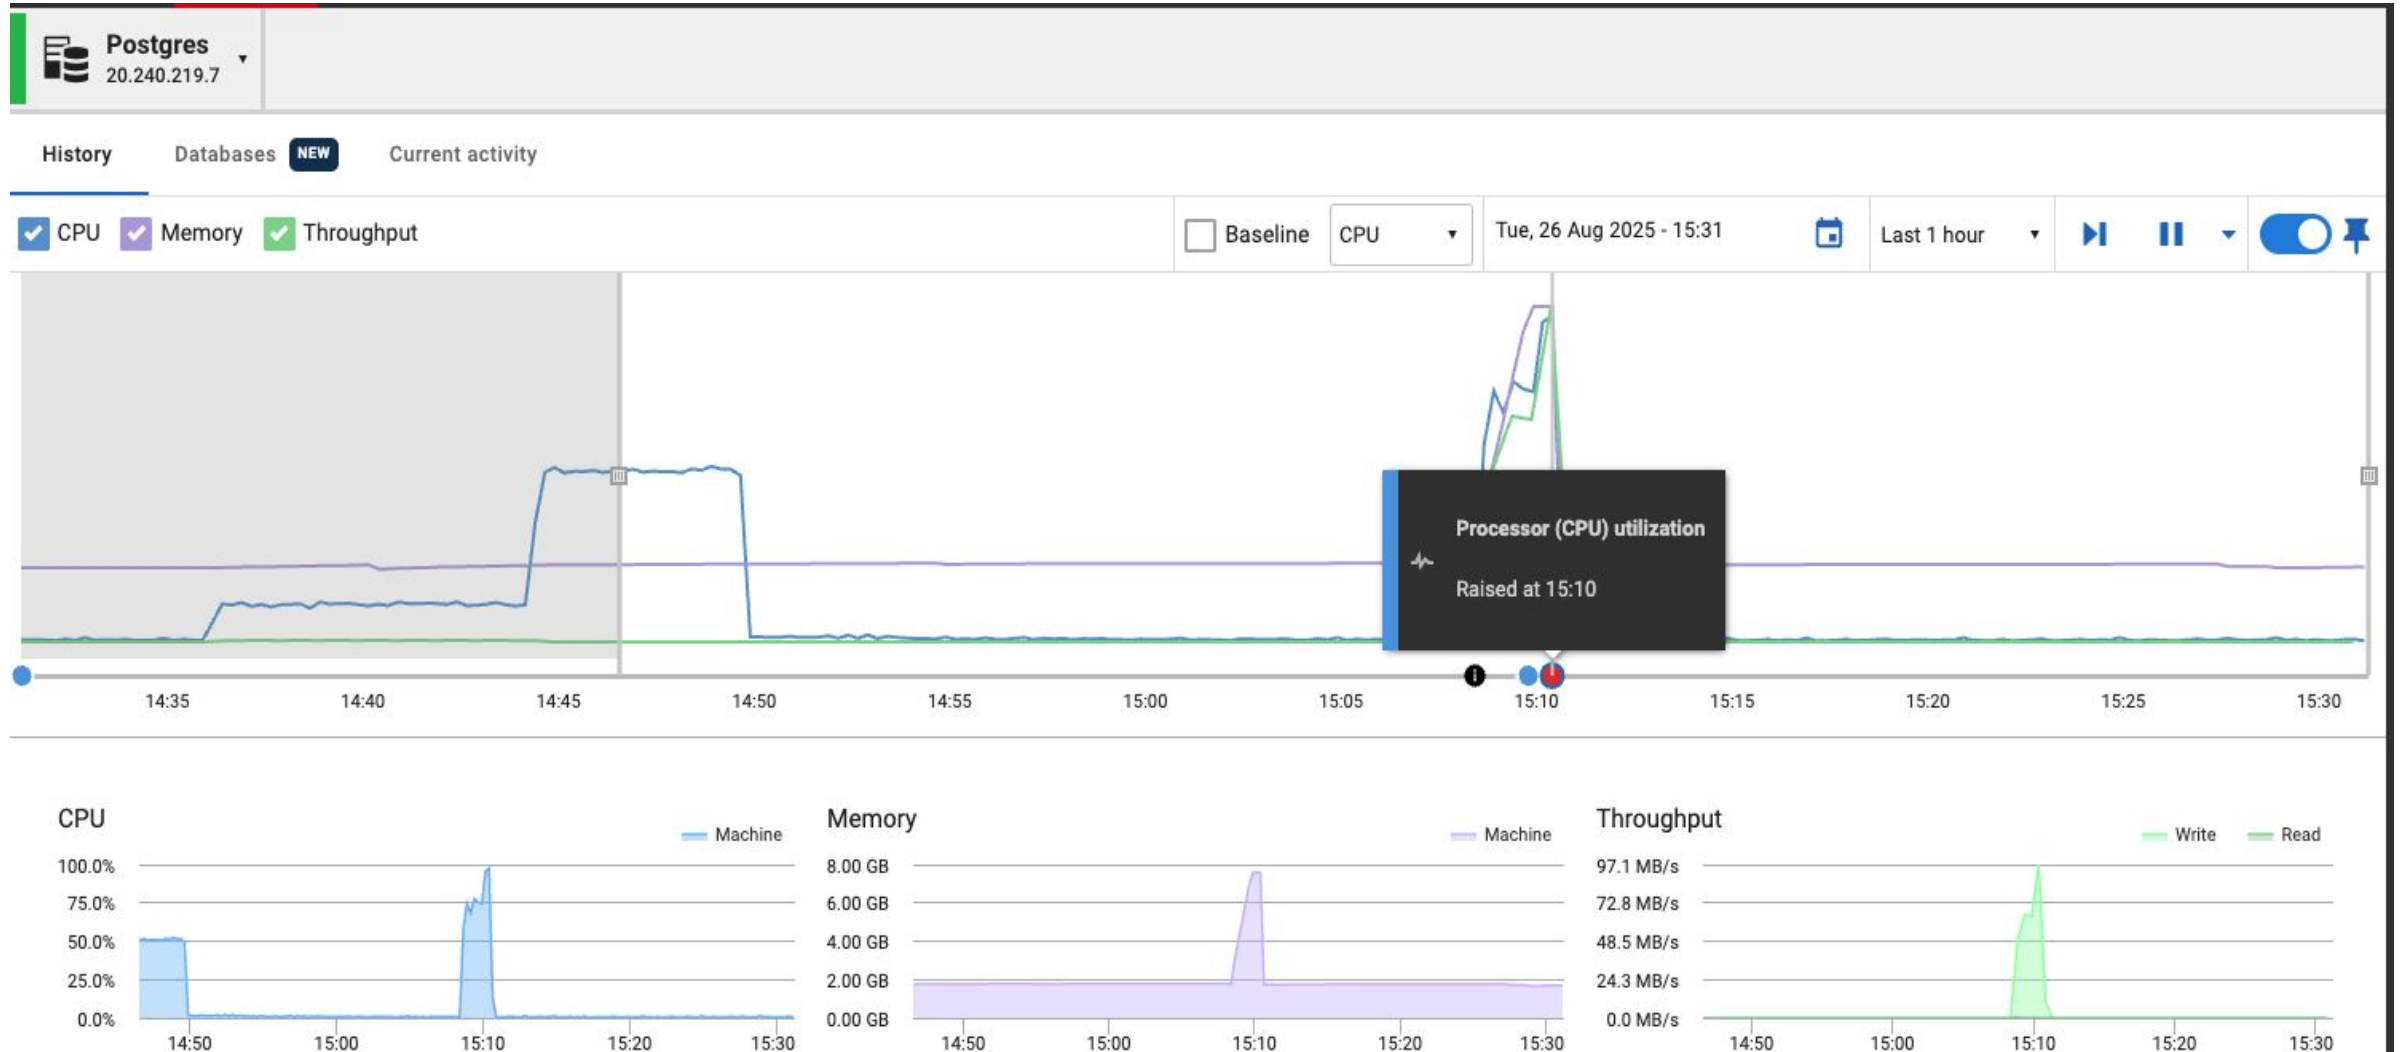 Postgres
20.240.219.7
History Databases NEW Current activity
CPU Memory Throughput Baseline CPU Tue, 26 Aug 2025 - 15:31 Last 1 hour
Processor (CPU) utilization
Raised at 15:10
14:35 14:40 14:45 14:50 14:55 15:00 15:05 15:10 15:15 15:20 15:25 15:30
CPU
Machine
100.0%
75.0%
50.0%
25.0%
0.0%
14:50 15:00 15:10 15:20 15:30
Memory
Machine
8.00 GB
6.00 GB
4.00 GB
2.00 GB
0.00 GB
14:50 15:00 15:10 15:20 15:30
Throughput
Write Read
97.1 MB/s
72.8 MB/s
48.5 MB/s
24.3 MB/s
0.0 MB/s
14:50 15:00 15:10 15:20 15:30